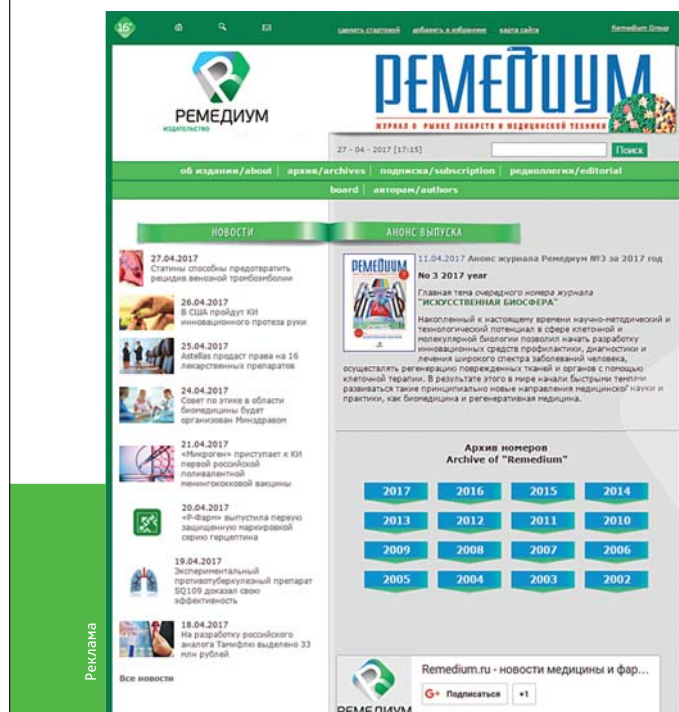 16+
сделать стартовой добавить в избранное карта сайта
Remedium Group
РЕМЕДИУМ
ИЗДАТЕЛЬСТВО
РЕМЕДИУМ
ЖУРНАЛ О РЫНКЕ ЛЕКАРСТВ И МЕДИЦИНСКОЙ ТЕХНИКИ
27 - 04 - 2017 [17:15]
Поиск
об издании/about | архив/archives | подписка/subscription | редколлегия/editorial
board | авторам/authors
НОВОСТИ
27.04.2017
Статины способны предотвратить
рецидив венозной тромбоэмболии
26.04.2017
В США пройдут КИ
инновационного протеза руки
25.04.2017
Astellas продаст права на 16
лекарственных препаратов
24.04.2017
Совет по этике в области
биомедицины будет
организован Минздравом
21.04.2017
«Микроген» приступает к КИ
первой российской
поливалентной
менингококковой вакцины
20.04.2017
«Р-Фарм» выпустила первую
защищенную маркировкой
серию герцептина
19.04.2017
Экспериментальный
противотуберкулезный препарат
SQ109 доказал свою
эффективность
18.04.2017
На разработку российского
аналога Тамифлю выделено 33
млн рублей
Все новости
АНОНС ВЫПУСКА
РЕМЕДИУМ
11.04.2017 Анонс журнала Ремедиум №3 за 2017 год
No 3 2017 year
Главная тема очередного номера журнала
"ИСКУССТВЕННАЯ БИОСФЕРА"
Накопленный к настоящему времени научно-методический и
технологический потенциал в сфере клеточной и
молекулярной биологии позволил начать разработку
инновационных средств профилактики, диагностики и
лечения широкого спектра заболеваний человека,
осуществлять регенерацию поврежденных тканей и органов с помощью
клеточной терапии. В результате этого в мире начали быстрыми темпами
развиваться такие принципиально новые направления медицинской науки и
практики, как биомедицина и регенеративная медицина.
Архив номеров
Archive of "Remedium"
2017 2016 2015 2014
2013 2012 2011 2010
2009 2008 2007 2006
2005 2004 2003 2002
РЕМЕДИУМ
Remedium.ru - новости медицины и фар...
G+ Подписаться +1
Реклама